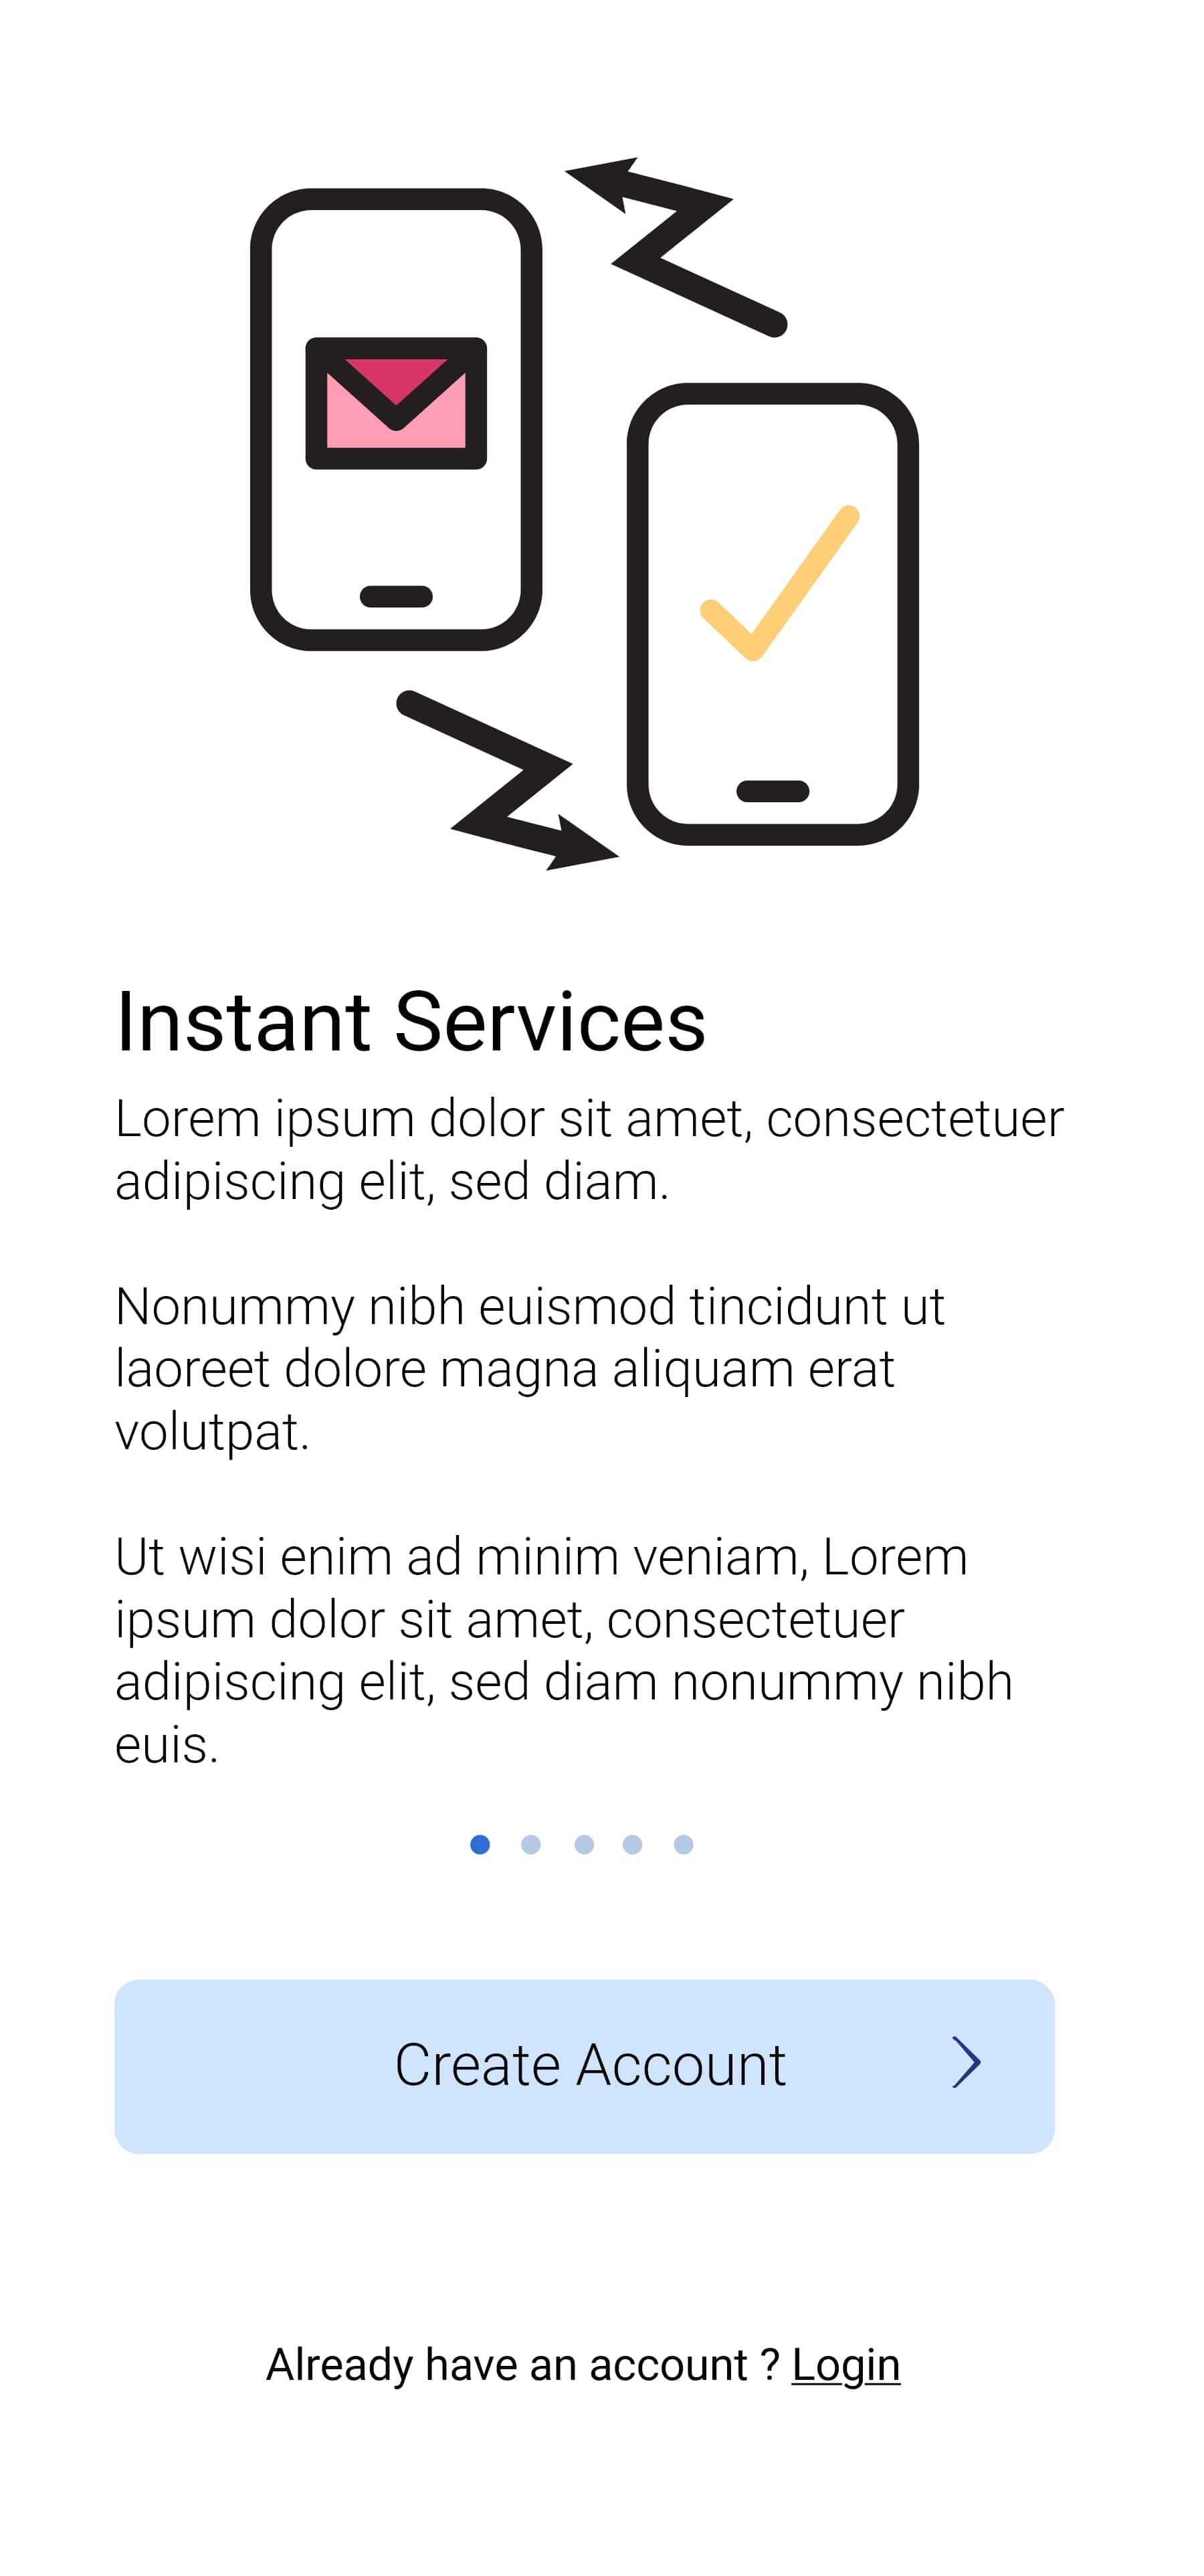 Instant Services
Lorem ipsum dolor sit amet, consectetuer
adipiscing elit, sed diam.
Nonummy nibh euismod tincidunt ut
laoreet dolore magna aliquam erat
volutpat.
Ut wisi enim ad minim veniam, Lorem
ipsum dolor sit amet, consectetuer
adipiscing elit, sed diam nonummy nibh
euis.
Create Account
Already have an account ? Login